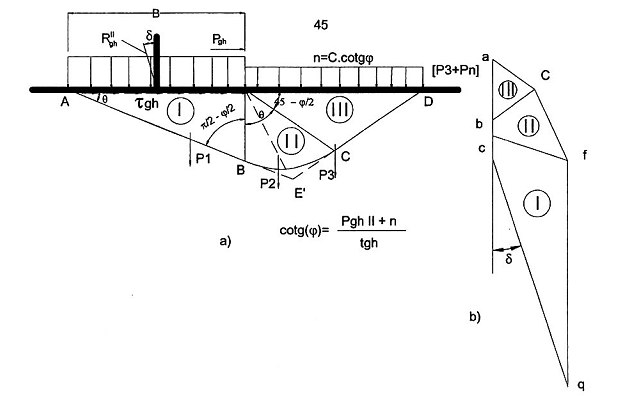 45
B
R gh II
δ
Pgh
n=C.cotgφ
[P3+Pn]
A
θ
τgh
I
π/2 - φ/2
θ
45 - φ/2
III
D
II
C
P1
B
P2
P3
E'
a)
cotg(φ)= Pgh II + n
tgh
a
III
C
b
II
c
f
I
δ
b)
q